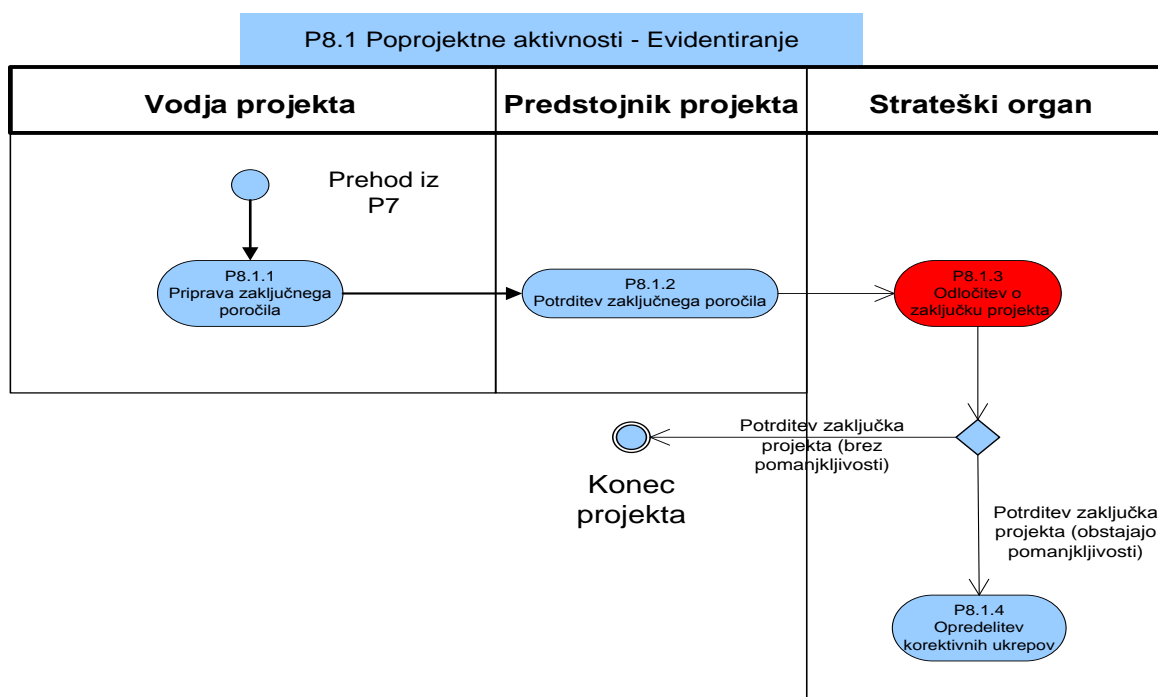 P8.1 Poprojektne aktivnosti - Evidentiranje
Vodja projekta
Predstojnik projekta
Strateški organ
Prehod iz
P7
P8.1.1
Priprava zaključnega
poročila
P8.1.2
Potrditev zaključnega poročila
P8.1.3
Odločitev o
zaključku projekta
Potrditev zaključka
projekta (brez
pomanjkljivosti)
Konec
projekta
Potrditev zaključka
projekta (obstajajo
pomanjkljivosti)
P8.1.4
Opredelitev
korektivnih ukrepov